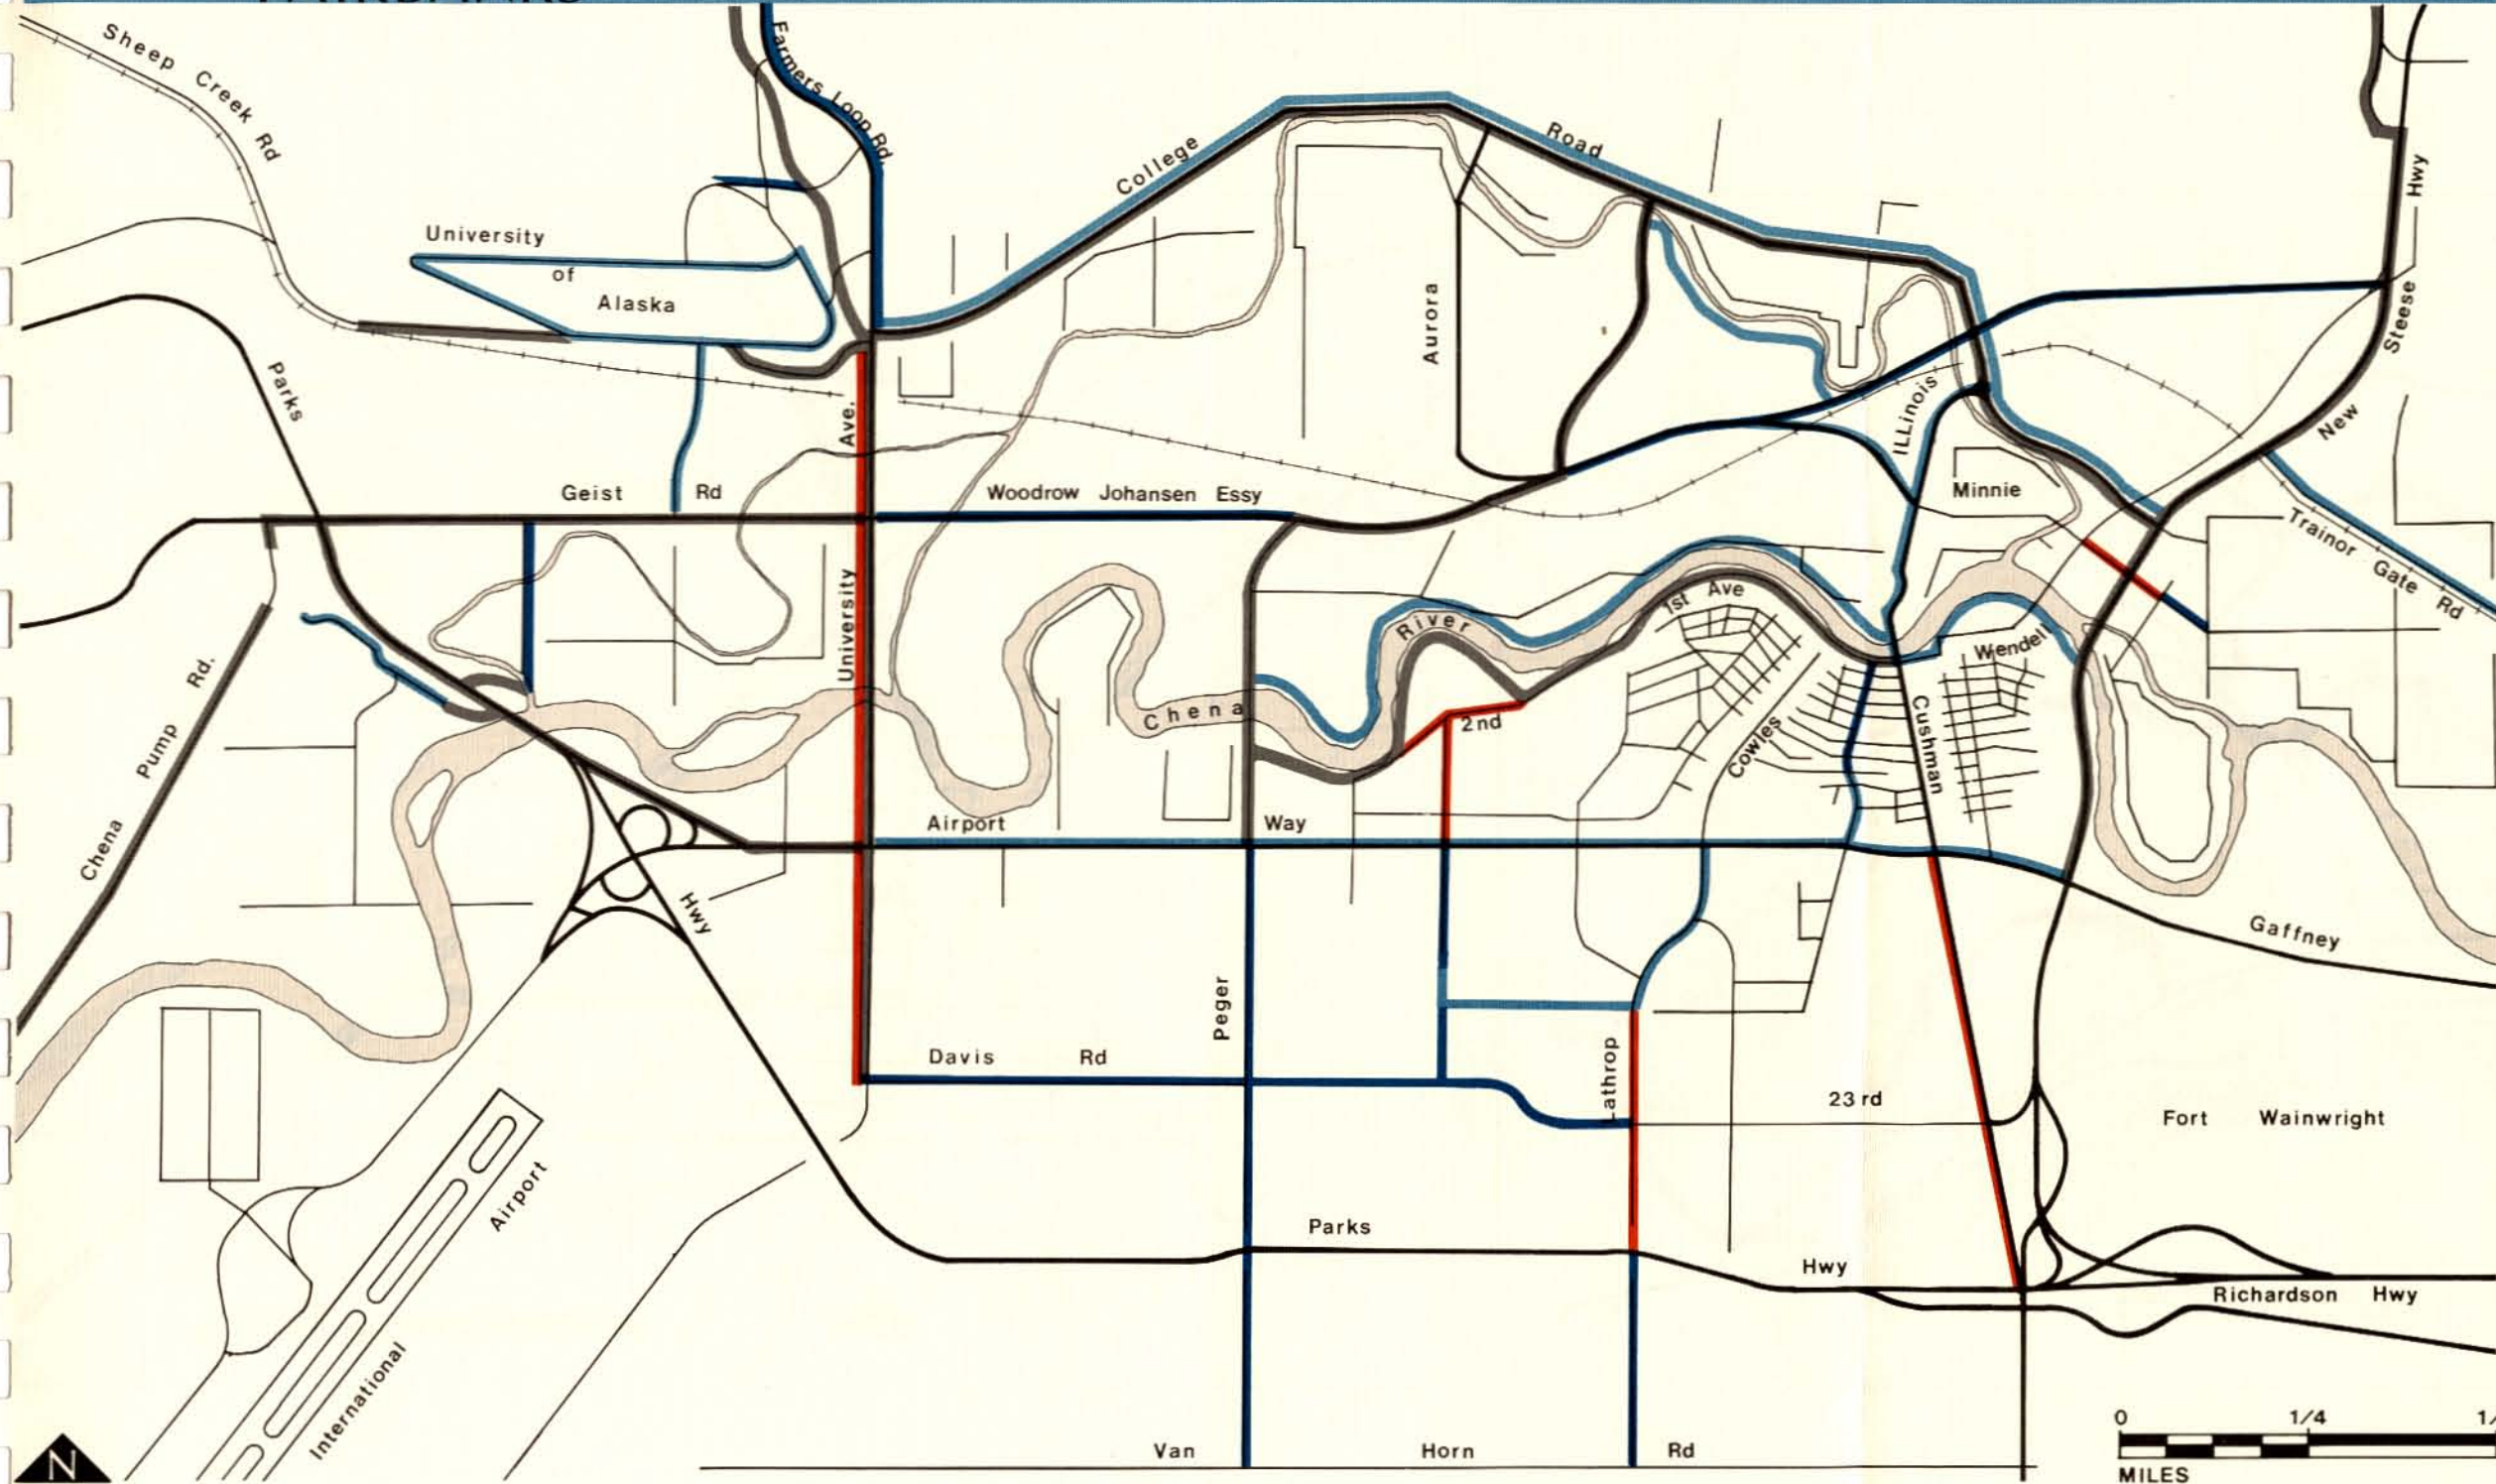 Sheep Creek Rd
Farmers Loop Rd.
College Road
University
of
Alaska
Parks
Aurora
Steese Hwy
New
ILLinois
Ave.
Geist Rd
Woodrow Johansen Essy
Minnie
Trainor Gate Rd
University
1st Ave
River
Wendell
Chena Pump Rd.
Chena
2nd
Cowles
Cushman
Airport Way
Hwy
Gaffney
Peger
Davis Rd
Lathrop
23 rd
Fort Wainwright
International Airport
Parks Hwy
Richardson Hwy
Van Horn Rd
N
0 1/4
MILES